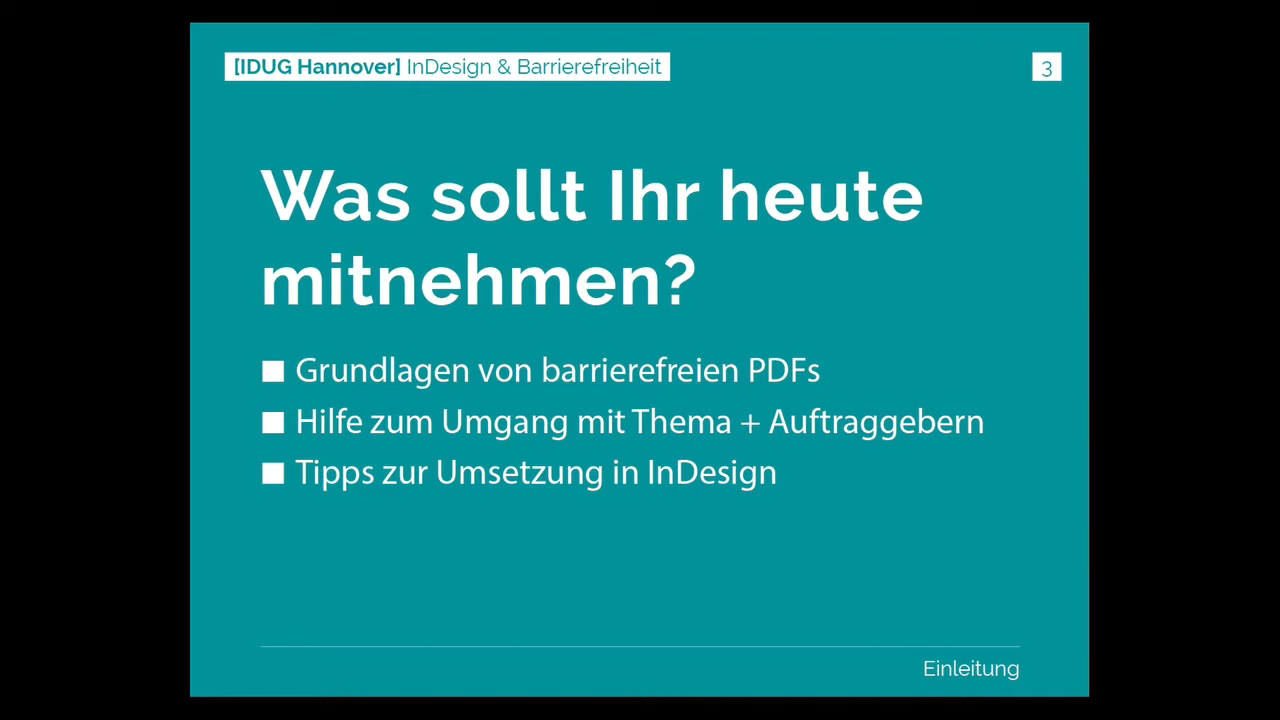 [IDUG Hannover] InDesign & Barrierefreiheit
3
Was sollt Ihr heute
mitnehmen?
■ Grundlagen von barrierefreien PDFs
■ Hilfe zum Umgang mit Thema + Auftraggebern
■ Tipps zur Umsetzung in InDesign
Einleitung